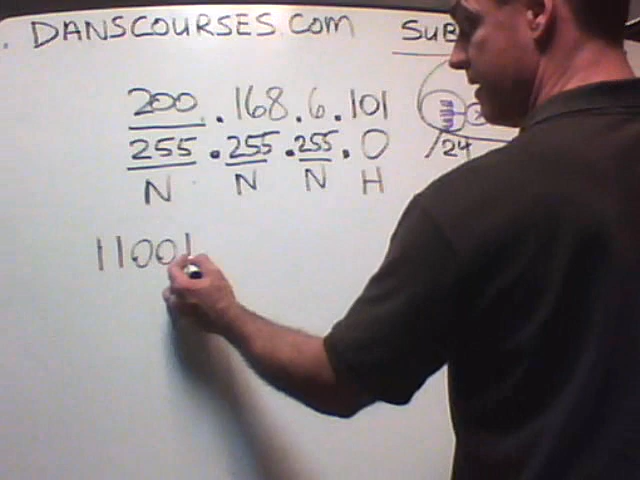 . DANSCOURSES.COM SUB
200.168.6.101
255.255.255.0 /24
N N N H
11001